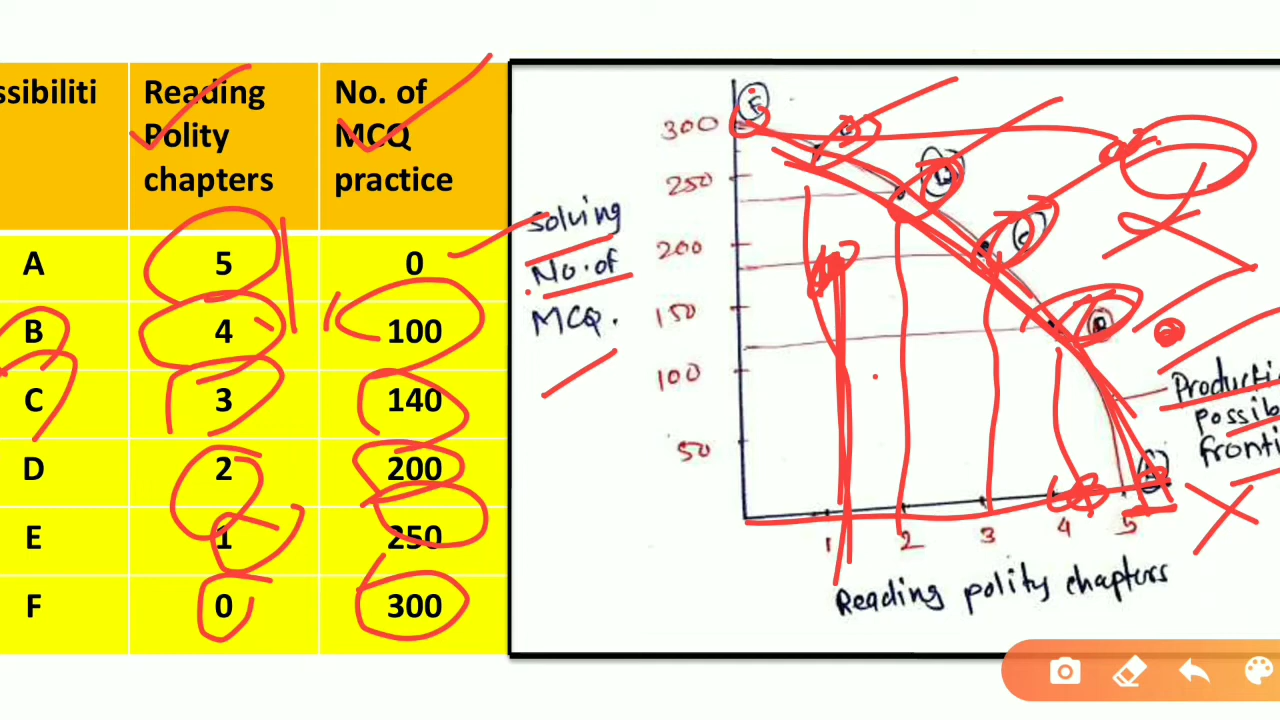 ssibiliti
Reading
Polity
chapters
No. of
MCQ
practice
A 5 0
B 4 100
C 3 140
D 2 200
E 1 250
F 0 300
Solving
No. of
MCQ.
300
250
200
150
100
50
F
1 2 3 4 5
Reading polity chapters
Producti
possib
fronti